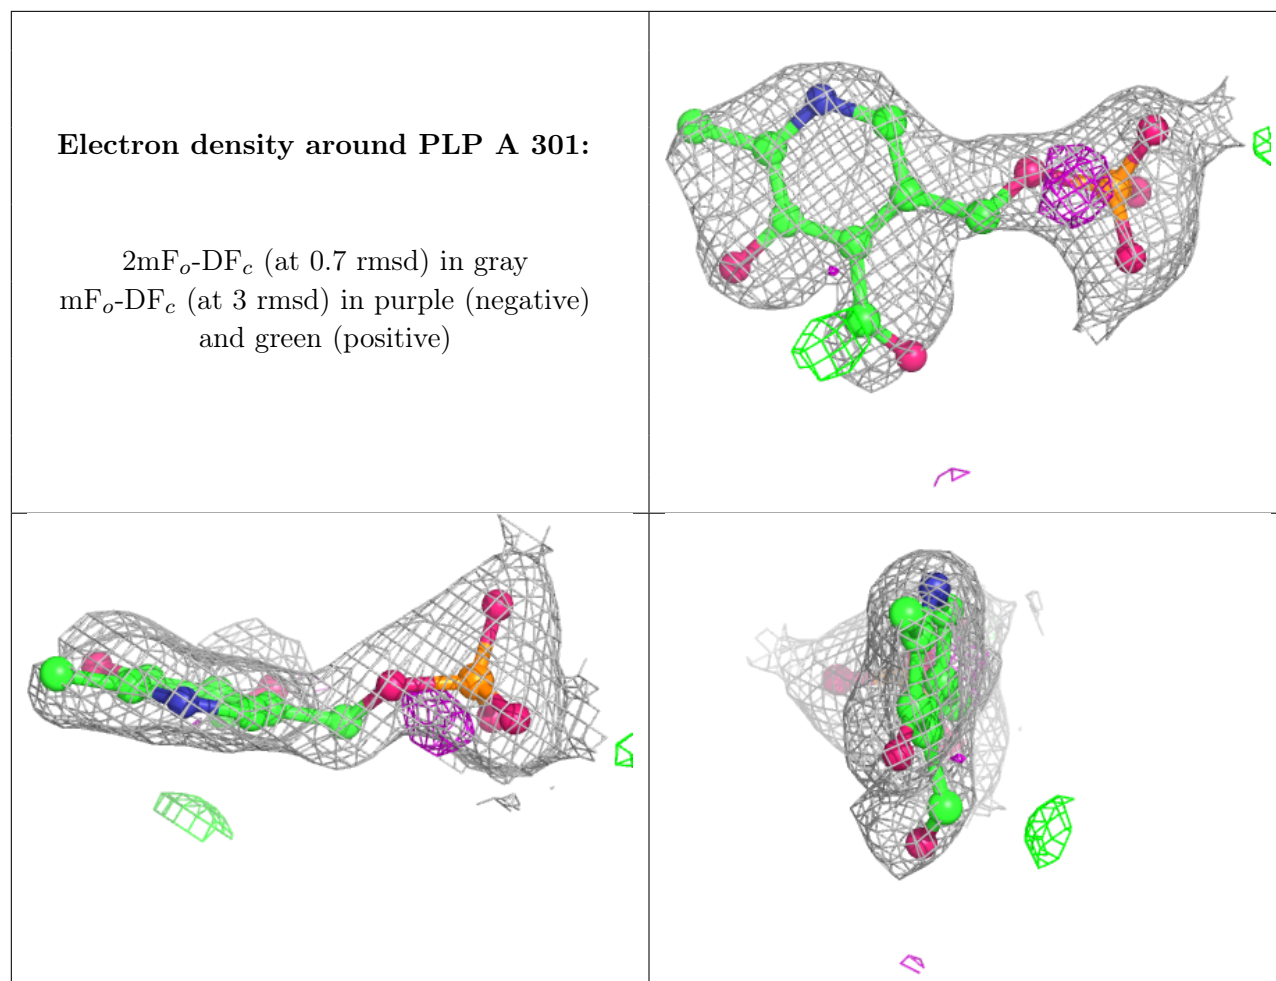 Electron density around PLP A 301:
2mFo-DFc (at 0.7 rmsd) in gray
mFo-DFc (at 3 rmsd) in purple (negative)
and green (positive)